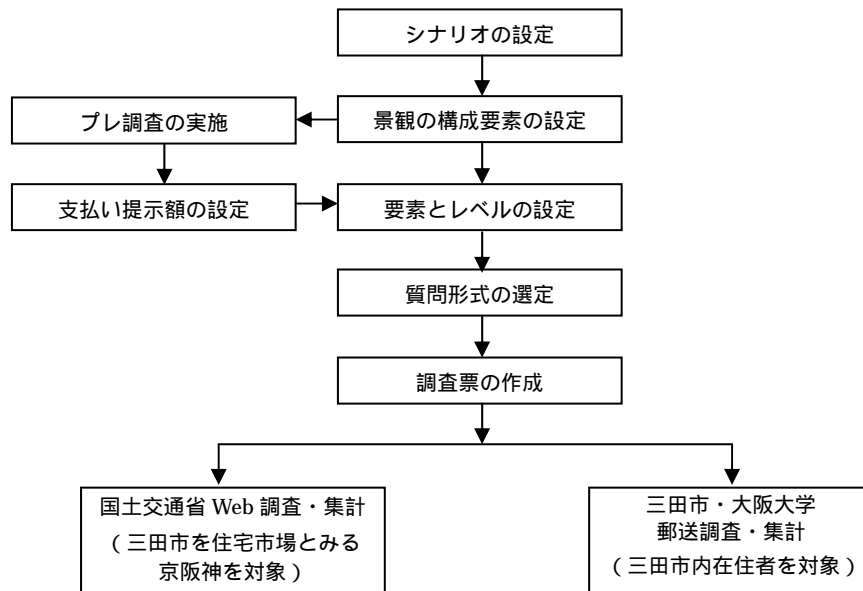 シナリオの設定
プレ調査の実施
景観の構成要素の設定
支払い提示額の設定
要素とレベルの設定
質問形式の選定
調査票の作成
国土交通省 Web 調査・集計
（三田市を住宅市場とみる
京阪神を対象）
三田市・大阪大学
郵送調査・集計
（三田市内在住者を対象）